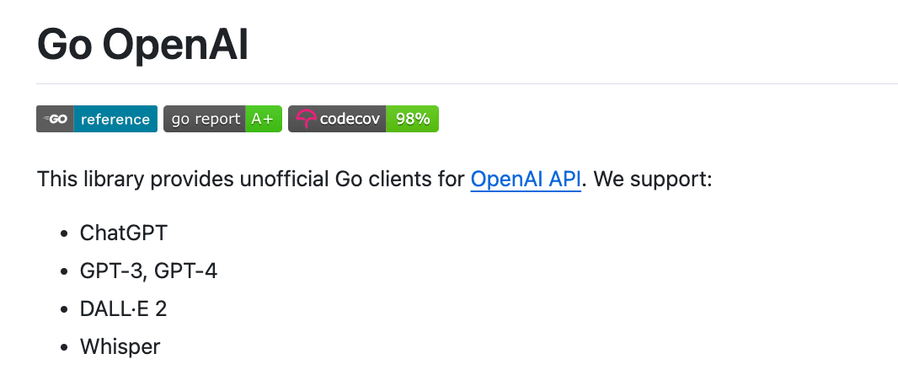 Go OpenAI
GO reference go report A+ codecov 98%
This library provides unofficial Go clients for OpenAI API. We support:
• ChatGPT
• GPT-3, GPT-4
• DALL·E 2
• Whisper